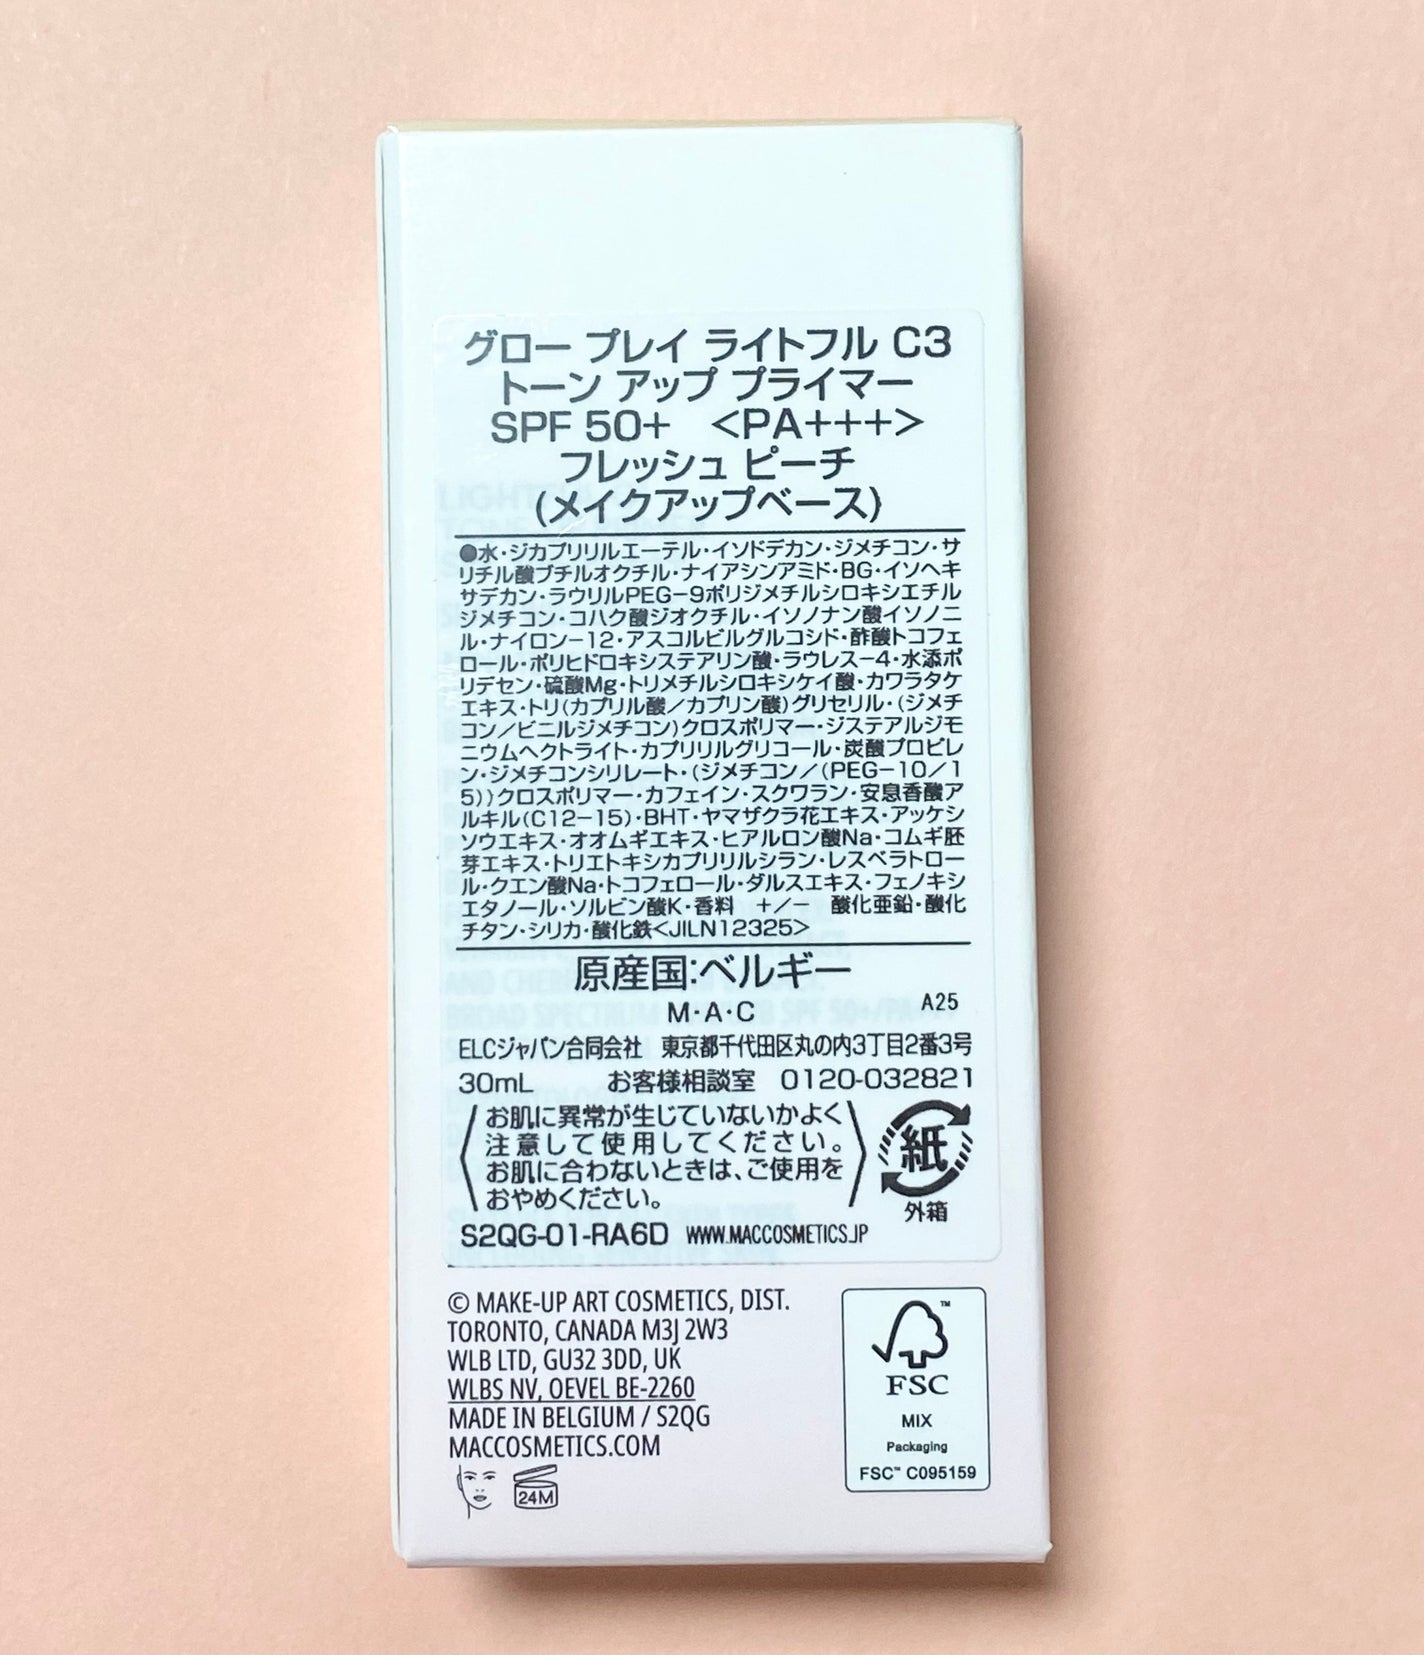 グロー プレイ ライトフル C3
トーン アップ プライマー
SPF 50+ <PA+++>
フレッシュ ピーチ
(メイクアップベース)
●水・ジカプリリルエーテル・イソドデカン・ジメチコン・サ
リチル酸ブチルオクチル・ナイアシンアミド・BG・イソヘキ
サデカン・ラウリルPEG-9ポリジメチルシロキシエチル
ジメチコン・コハク酸ジオクチル・イソノナン酸イソノニ
ル・ナイロン-12・アスコルビルグルコシド・酢酸トコフェ
ロール・ポリヒドロキシステアリン酸・ラウレス-4・水添ポ
リデセン・硫酸Mg・トリメチルシロキシケイ酸・カワラタケ
エキス・トリ(カプリル酸/カプリン酸)グリセリル・(ジメチ
コン/ビニルジメチコン)クロスポリマー・ジステアルジモ
ニウムヘクトライト・カプリリルグリコール・炭酸プロピレ
ン・ジメチコンシリレート・(ジメチコン/(PEG-10/1
5))クロスポリマー・カフェイン・スクワラン・安息香酸ア
ルキル(C12-15)・BHT・ヤマザクラ花エキス・アッケシ
ソウエキス・オオムギエキス・ヒアルロン酸Na・コムギ胚
芽エキス・トリエトキシカプリリルシラン・レスベラトロー
ル・クエン酸Na・トコフェロール・ダルスエキス・フェノキシ
エタノール・ソルビン酸K・香料 +/- 酸化亜鉛・酸化
チタン・シリカ・酸化鉄<JILN12325>
原産国:ベルギー
M・A・C A25
ELCジャパン合同会社 東京都千代田区丸の内3丁目2番3号
30mL お客様相談室 0120-032821
お肌に異常が生じていないかよく
注意して使用してください。
お肌に合わないときは、ご使用を
おやめください。
紙
外箱
S2QG-01-RA6D WWW.MACCOSMETICS.JP
© MAKE-UP ART COSMETICS, DIST.
TORONTO, CANADA M3J 2W3
WLB LTD, GU32 3DD, UK
WLBS NV, OEVEL BE-2260
MADE IN BELGIUM / S2QG
MACCOSMETICS.COM
24M
™
FSC
MIX
Packaging
FSC™ C095159